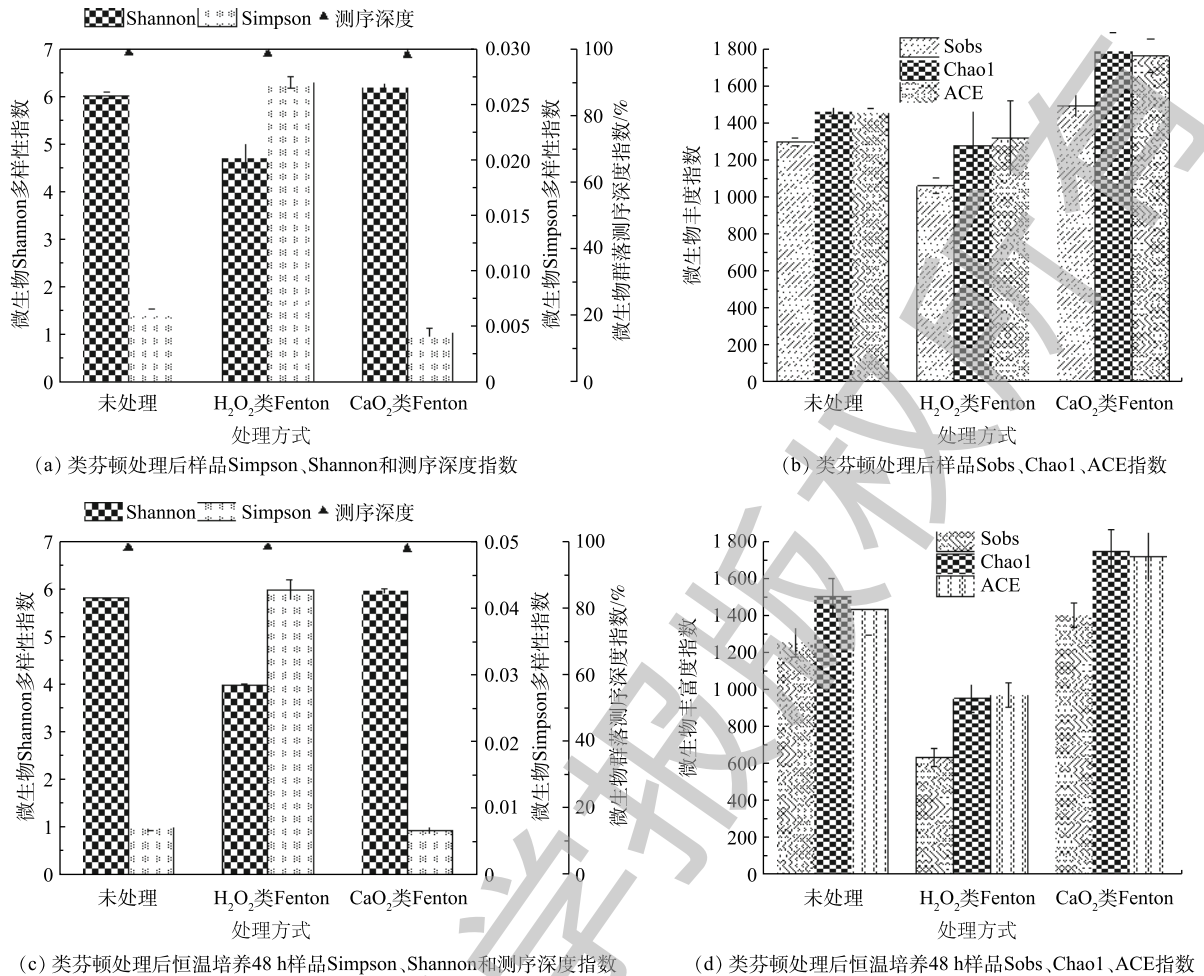 Shannon Simpson ▲ 测序深度
7
6
5
4
3
2
1
0
微生物Shannon多样性指数
0.030
0.025
0.020
0.015
0.010
0.005
0
微生物Simpson多样性指数
100
80
60
40
20
0
微生物群落测序深度指数/%
未处理 H₂O₂类Fenton CaO₂类Fenton
处理方式
(a) 类芬顿处理后样品Simpson、Shannon和测序深度指数
Sobs
Chao1
ACE
1 800
1 600
1 400
1 200
1 000
800
600
400
200
0
微生物丰度指数
未处理 H₂O₂类Fenton CaO₂类Fenton
处理方式
(b) 类芬顿处理后样品Sobs、Chao1、ACE指数
Shannon Simpson ▲ 测序深度
7
6
5
4
3
2
1
0
微生物Shannon多样性指数
0.05
0.04
0.03
0.02
0.01
0
微生物Simpson多样性指数
100
80
60
40
20
0
微生物群落测序深度指数/%
未处理 H₂O₂类Fenton CaO₂类Fenton
处理方式
(c) 类芬顿处理后恒温培养48 h样品Simpson、Shannon和测序深度指数
Sobs
Chao1
ACE
1 800
1 600
1 400
1 200
1 000
800
600
400
200
0
微生物丰富度指数
未处理 H₂O₂类Fenton CaO₂类Fenton
处理方式
(d) 类芬顿处理后恒温培养48 h样品Sobs、Chao1、ACE指数
学报版权所有